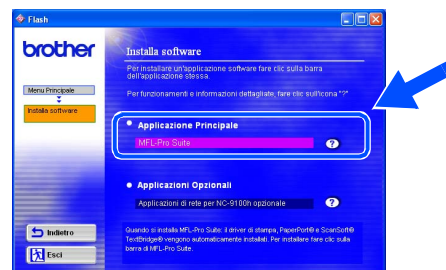 Flash
brother
Installa software
Per installare un'applicazione software fare clic sulla barra
dell'applicazione stessa.
Per funzionamenti e informazioni dettagliate, fare clic sull'icona "?"
Menu Principale
Installa software
Applicazione Principale
MFL-Pro Suite
?
Applicazioni Opzionali
Applicazioni di rete per NC-9100h opzionale
?
Quando si installa MFL-Pro Suite: il driver di stampa, PaperPort® e ScanSoft®
TextBridge® vengono automaticamente installati. Per installare fare clic sulla
barra di MFL-Pro Suite.
Indietro
Esci